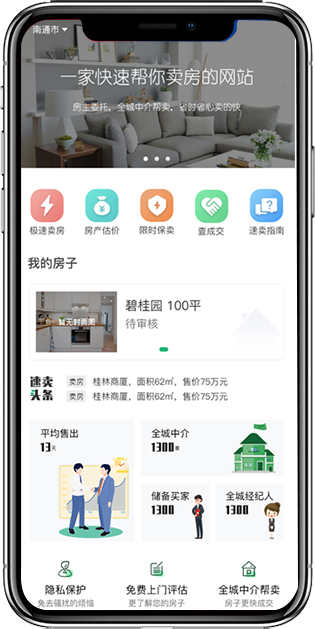 南通市
一家快速帮你卖房的网站
房主委托，全城中介帮卖，省时省心卖的快
极速卖房 房产估价 限时保卖 查成交 速卖指南
我的房子
暂无封面图
碧桂园 100平
待审核
速卖头条
卖房 桂林商厦，面积62㎡，售价75万元
卖房 桂林商厦，面积62㎡，售价75万元
平均售出
13天
全城中介
1300家
储备买家
1300
全城经纪人
1300
隐私保护 免费上门评估 全城中介帮卖
免去骚扰的烦恼 更了解您的房子 房子更快成交